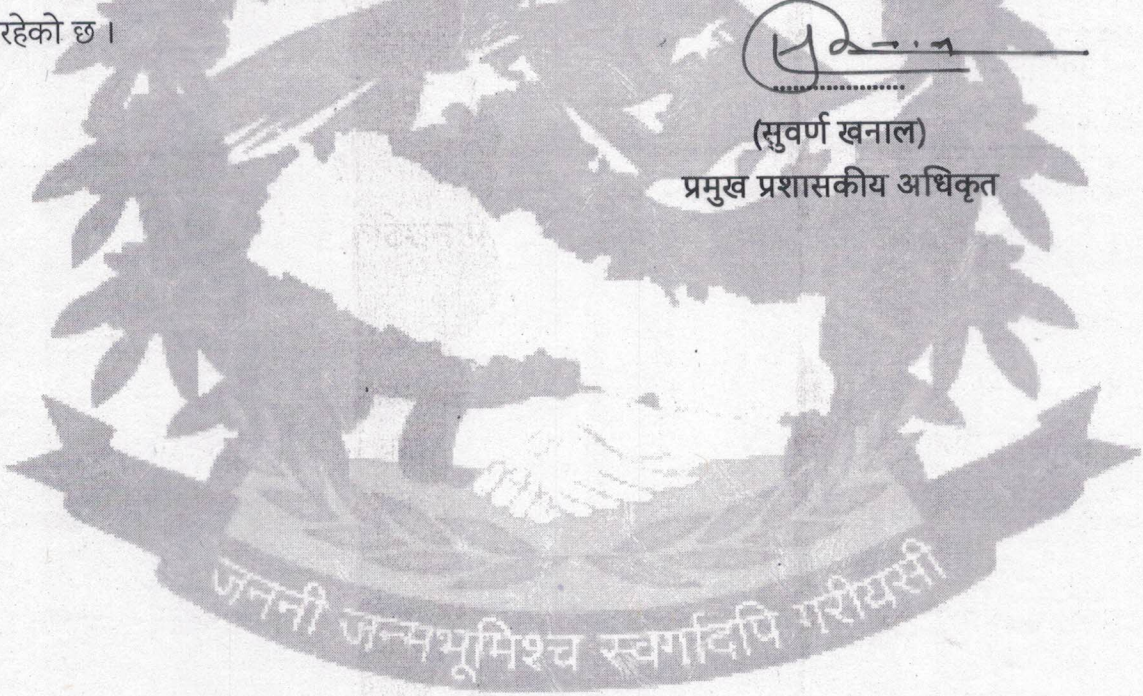 रहेको छ ।
(सुवर्ण खनाल)
प्रमुख प्रशासकीय अधिकृत
जननी जन्मभूमिश्च स्वर्गादपि गरीयसी